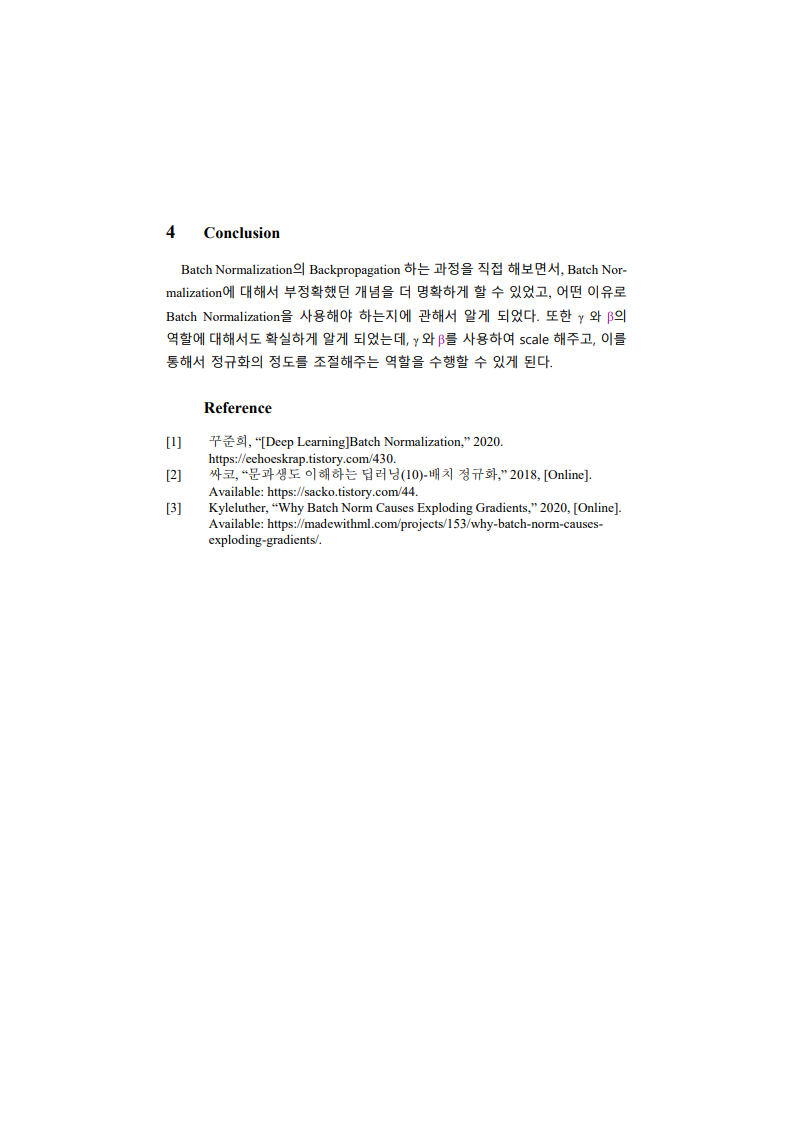 4 Conclusion
Batch Normalization의 Backpropagation 하는 과정을 직접 해보면서, Batch Nor-
malization에 대해서 부정확했던 개념을 더 명확하게 할 수 있었고, 어떤 이유로
Batch Normalization을 사용해야 하는지에 관해서 알게 되었다. 또한 γ 와 β의
역할에 대해서도 확실하게 알게 되었는데, γ 와 β를 사용하여 scale 해주고, 이를
통해서 정규화의 정도를 조절해주는 역할을 수행할 수 있게 된다.
Reference
[1] 꾸준희, “[Deep Learning]Batch Normalization,” 2020.
https://eehoeskrap.tistory.com/430.
[2] 싸코, “문과생도 이해하는 딥러닝(10)-배치 정규화,” 2018, [Online].
Available: https://sacko.tistory.com/44.
[3] Kyleluther, “Why Batch Norm Causes Exploding Gradients,” 2020, [Online].
Available: https://madewithml.com/projects/153/why-batch-norm-causes-
exploding-gradients/.